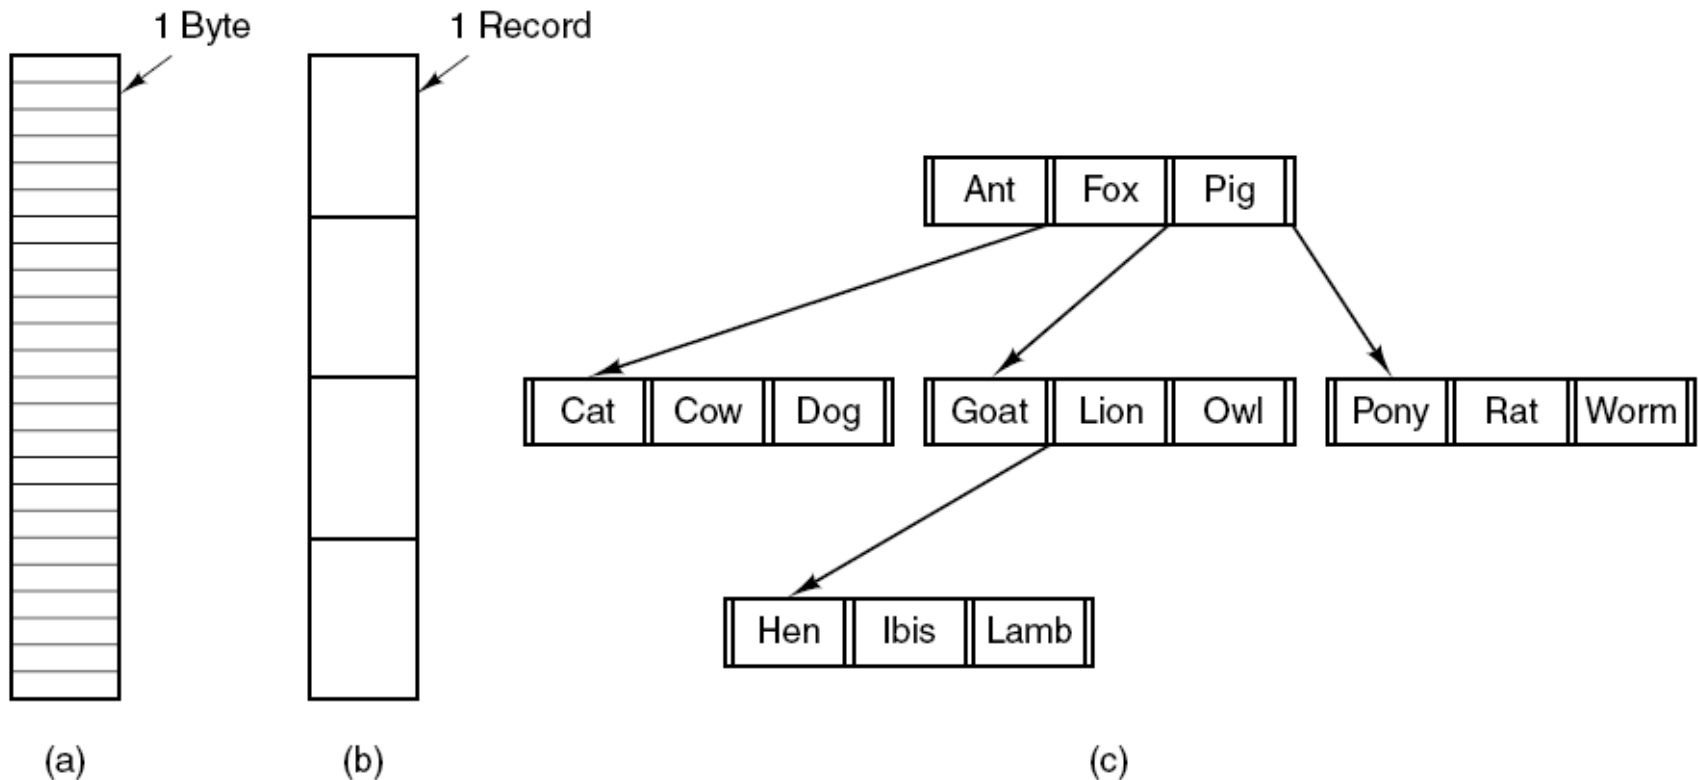 1 Byte
1 Record
Ant Fox Pig
Cat Cow Dog
Goat Lion Owl
Pony Rat Worm
Hen Ibis Lamb
(a)
(b)
(c)